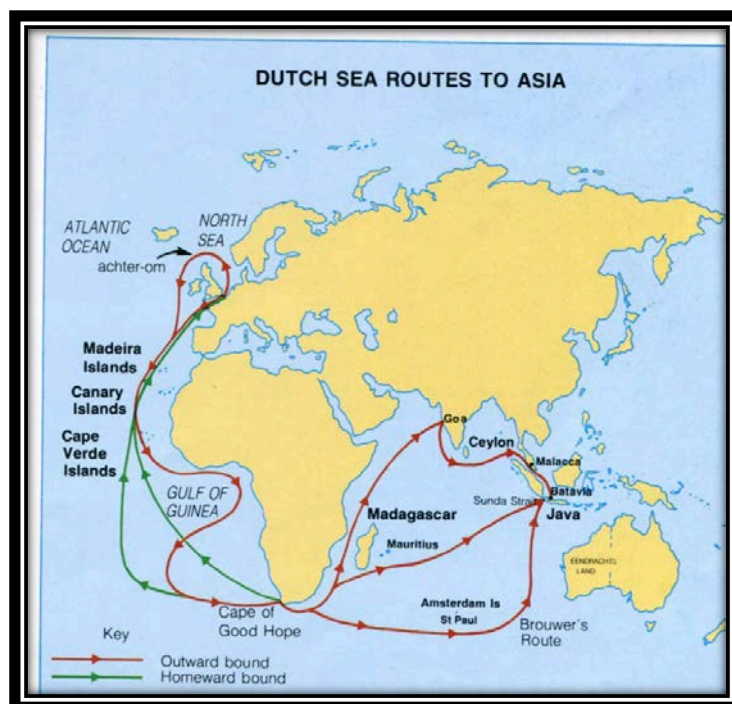 DUTCH SEA ROUTES TO ASIA
ATLANTIC
OCEAN
NORTH
SEA
achter-om
Madeira
Islands
Canary
Islands
Cape
Verde
Islands
GULF OF
GUINEA
Goa
Ceylon
Malacca
Batavia
Sunda Strait
Java
Madagascar
Mauritius
EENDRACHT
LAND
Amsterdam Is
St Paul
Brouwer's
Route
Cape of
Good Hope
Key
Outward bound
Homeward bound